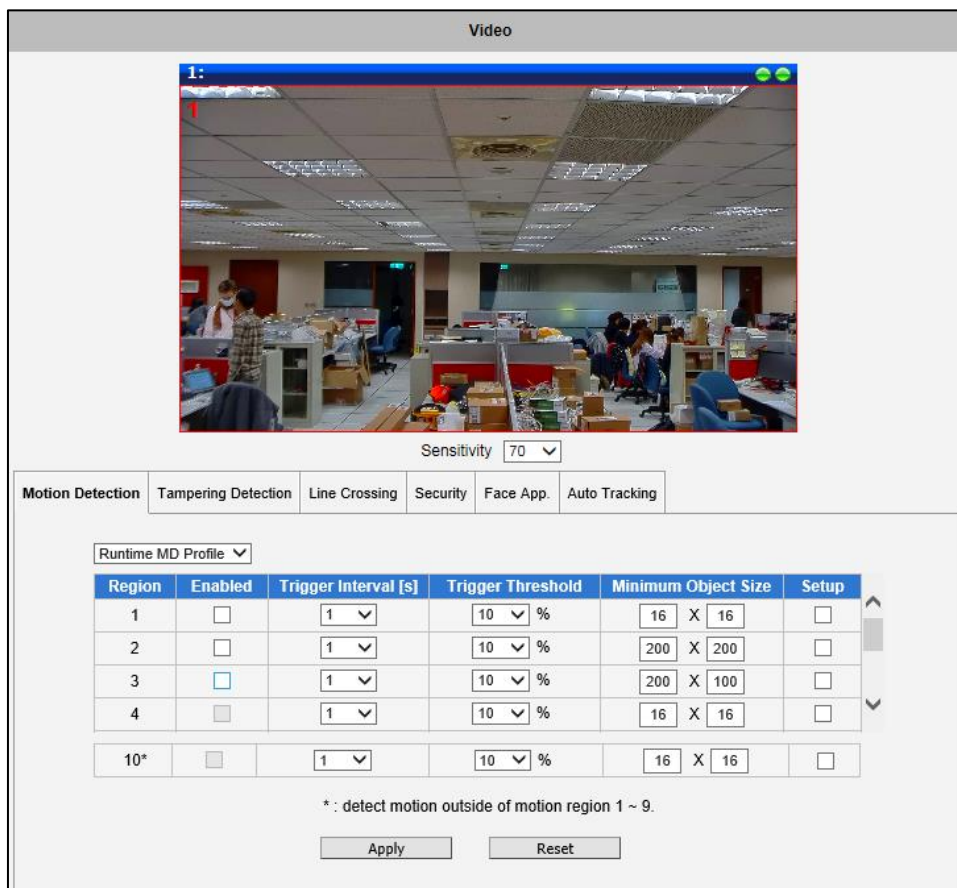 Video
1:
1
Sensitivity 70
Motion Detection Tampering Detection Line Crossing Security Face App. Auto Tracking
Runtime MD Profile
Region Enabled Trigger Interval [s] Trigger Threshold Minimum Object Size Setup
1 1 10 % 16 X 16
2 1 10 % 200 X 200
3 1 10 % 200 X 100
4 1 10 % 16 X 16
10* 1 10 % 16 X 16
* : detect motion outside of motion region 1 ~ 9.
Apply Reset